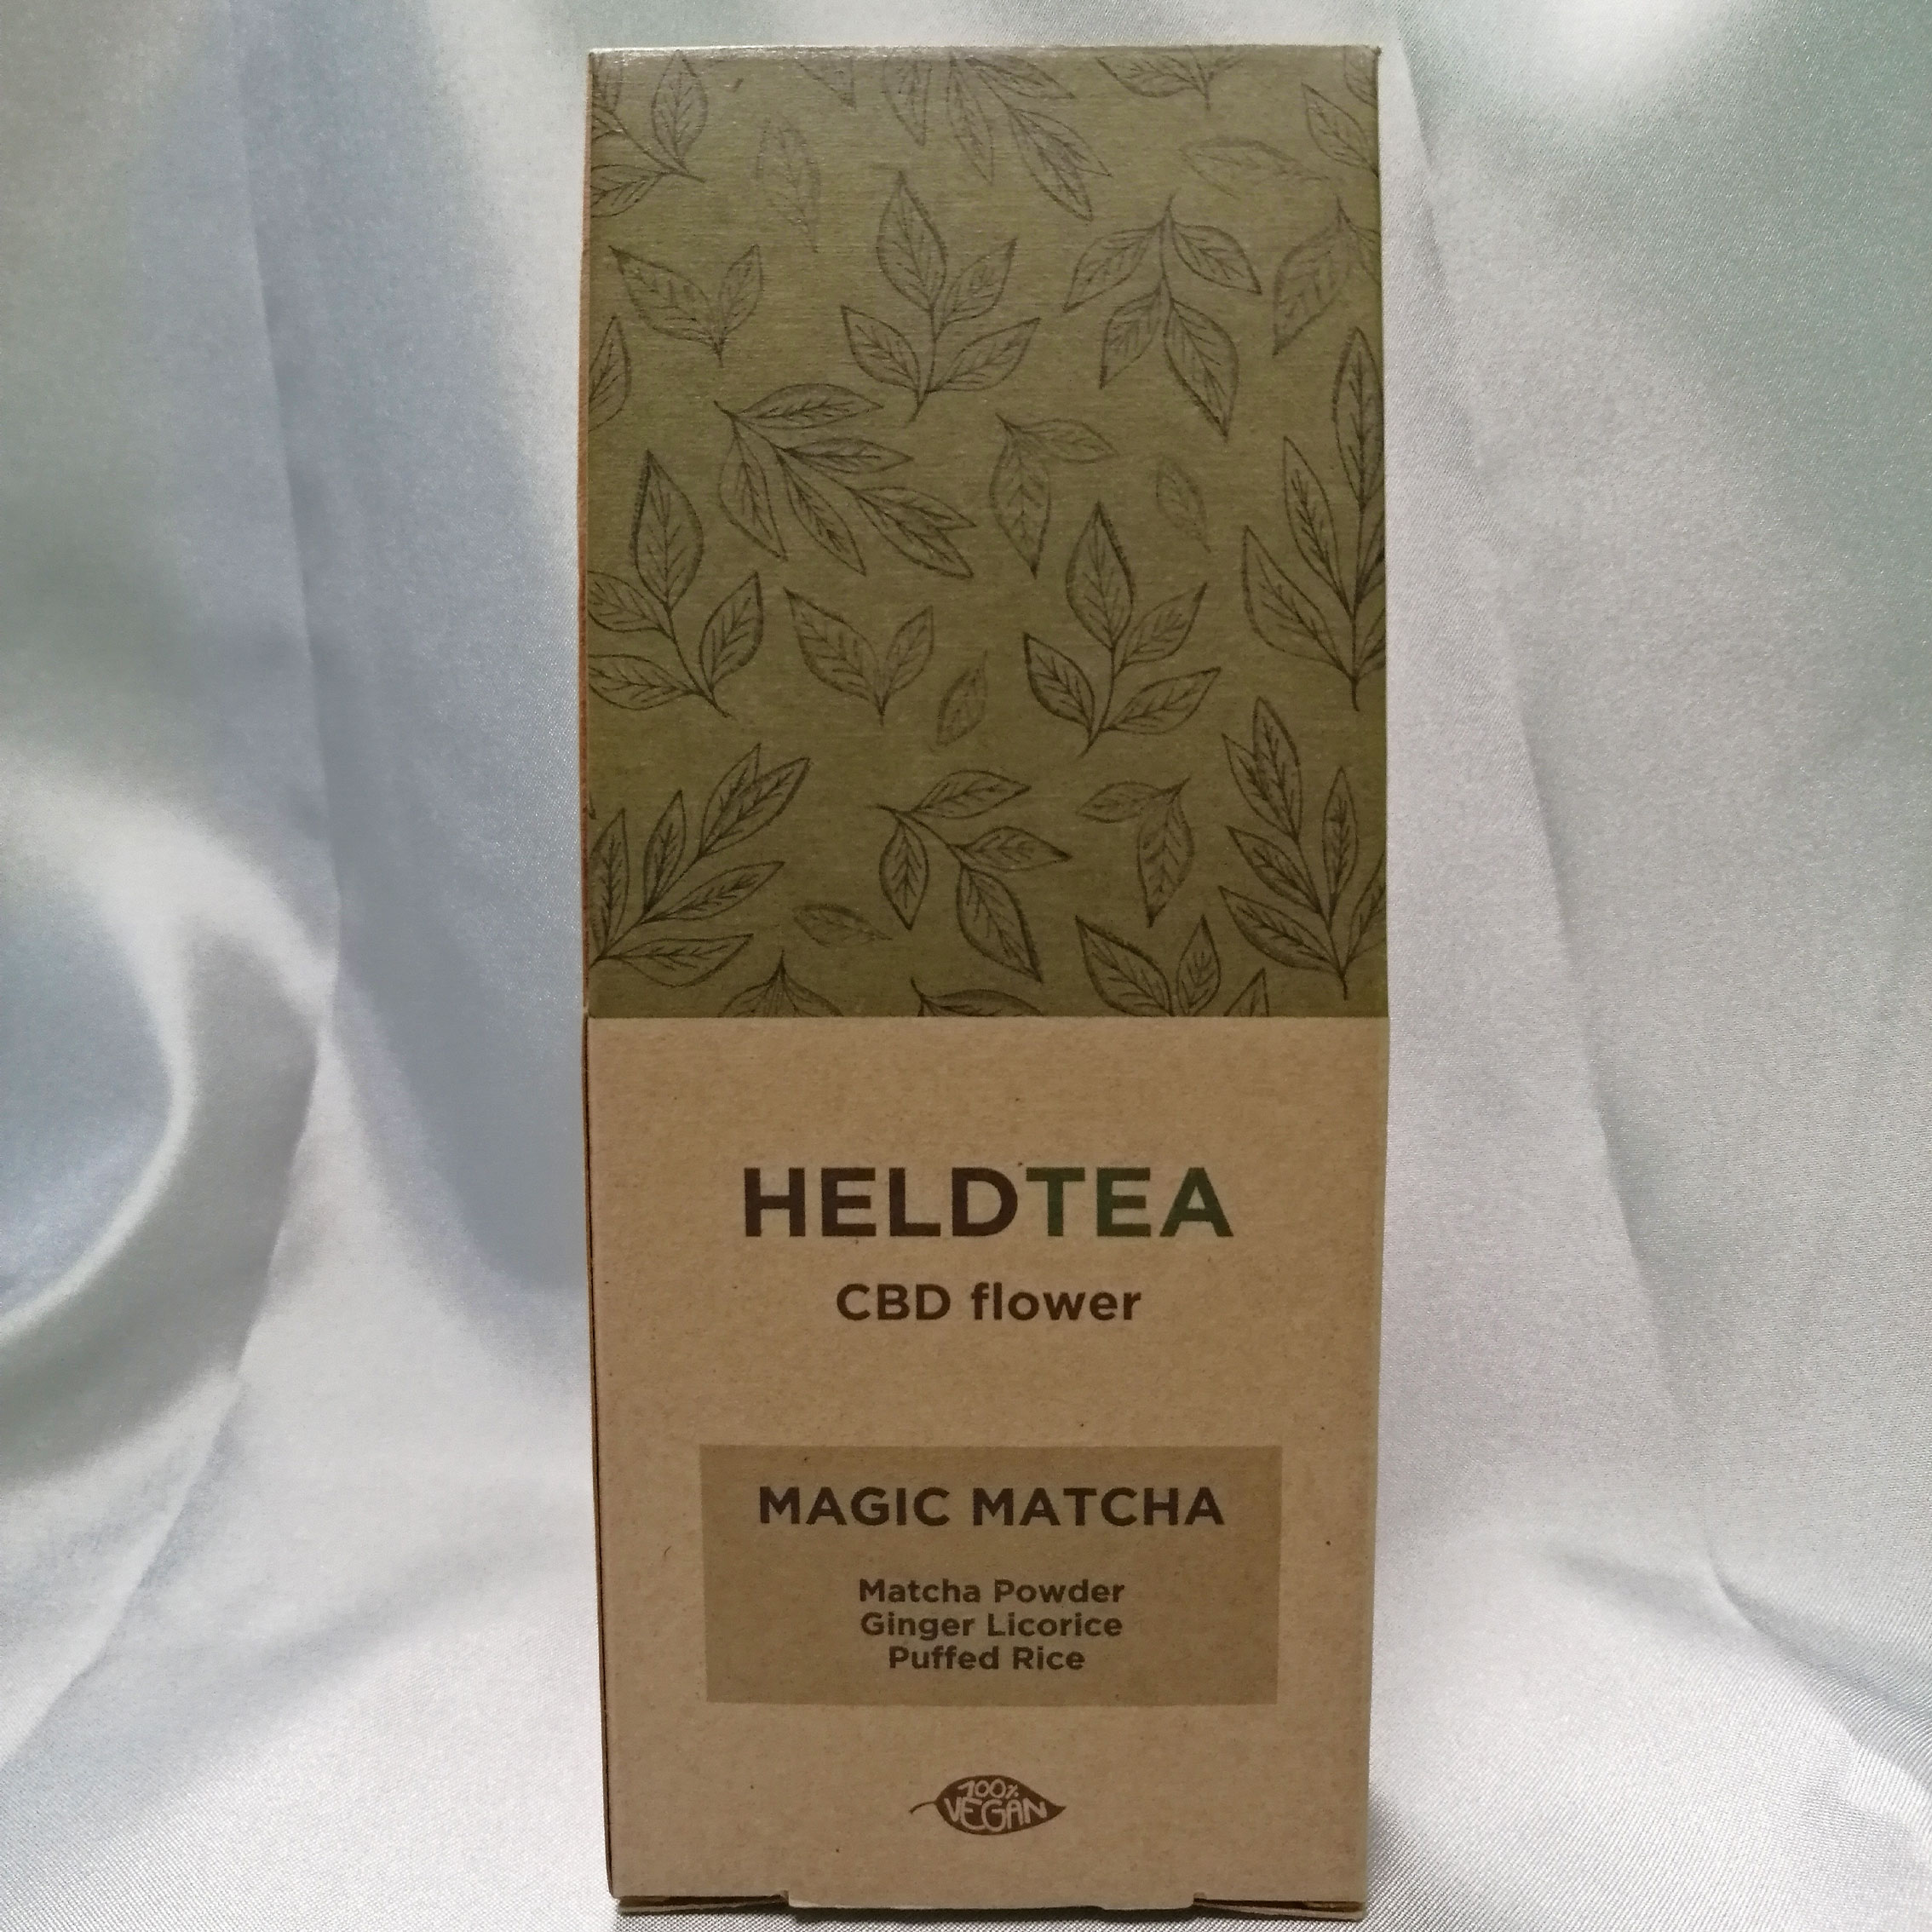 HELDTEA
CBD flower
MAGIC MATCHA
Matcha Powder
Ginger Licorice
Puffed Rice
100%
VEGAN